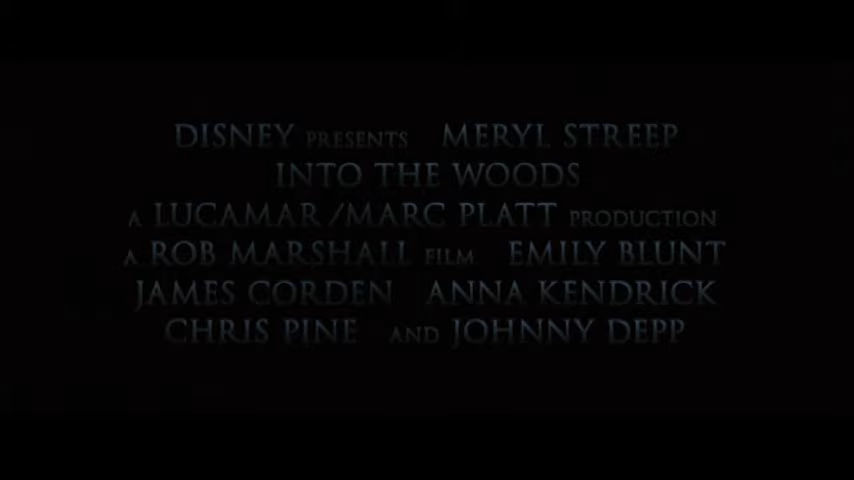 DISNEY PRESENTS MERYL STREEP
INTO THE WOODS
A LUCAMAR/MARC PLATT PRODUCTION
A ROB MARSHALL FILM EMILY BLUNT
JAMES CORDEN ANNA KENDRICK
CHRIS PINE AND JOHNNY DEPP